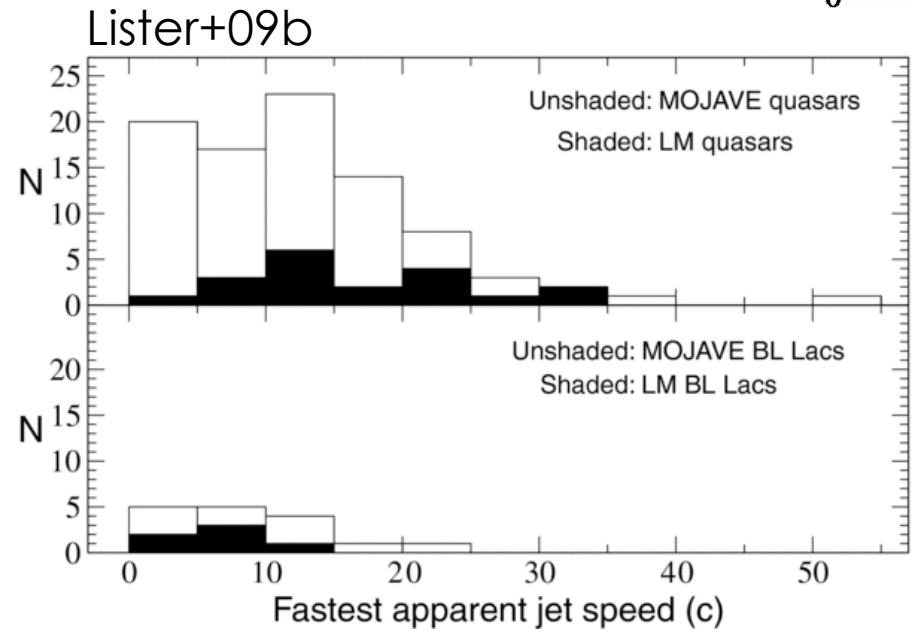 Lister+09b
25
Unshaded: MOJAVE quasars
20
Shaded: LM quasars
N 15
10
5
0
Unshaded: MOJAVE BL Lacs
20
Shaded: LM BL Lacs
N 15
10
5
0
0 10 20 30 40 50
Fastest apparent jet speed (c)